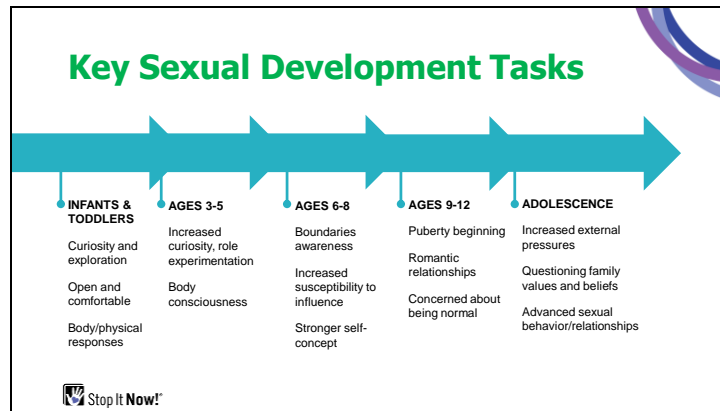 Key Sexual Development Tasks
INFANTS &
TODDLERS
Curiosity and
exploration
Open and
comfortable
Body/physical
responses
AGES 3-5
Increased
curiosity, role
experimentation
Body
consciousness
AGES 6-8
Boundaries
awareness
Increased
susceptibility to
influence
Stronger self-
concept
AGES 9-12
Puberty beginning
Romantic
relationships
Concerned about
being normal
ADOLESCENCE
Increased external
pressures
Questioning family
values and beliefs
Advanced sexual
behavior/relationships
Stop It Now!®